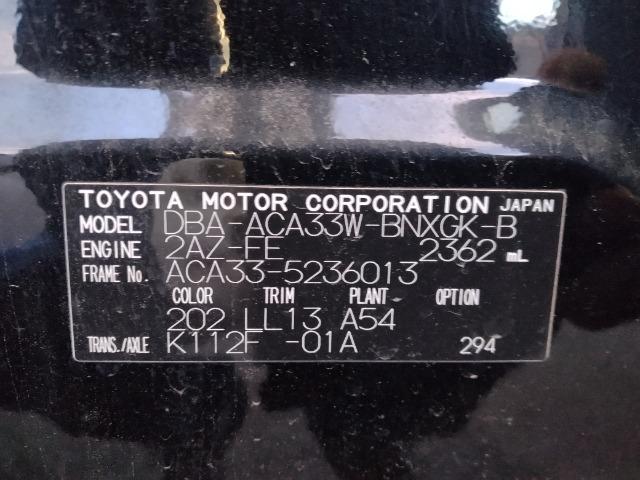 TOYOTA MOTOR CORPORATION JAPAN
MODEL DBA-ACA33W-BNXGK-B
ENGINE 2AZ-FE 2362 mL
FRAME No. ACA33-5236013
COLOR TRIM PLANT OPTION
202 LL13 A54
TRANS./AXLE K112F -01A 294